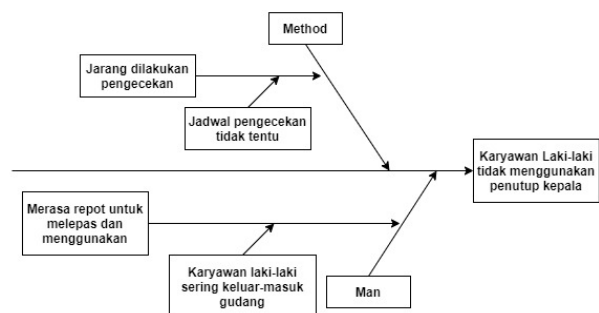 Method
Jarang dilakukan
pengecekan
Jadwal pengecekan
tidak tentu
Karyawan Laki-laki
tidak menggunakan
penutup kepala
Merasa repot untuk
melepas dan
menggunakan
Karyawan laki-laki
sering keluar-masuk
gudang
Man